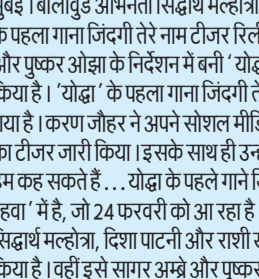 मुंबई । बालीवुड अभिनेता सिद्धार्थ मल्होत्रा
के पहला गाना जिंदगी तेरे नाम टीजर रिली
और पुष्कर ओझा के निर्देशन में बनी ' योद्ध
किया है । 'योद्धा ' के पहला गाना जिंदगी ते
गया है । करण जौहर ने अपने सोशल मीडि
का टीजर जारी किया । इसके साथ ही उन्ह
हम कह सकते हैं . . . योद्धा के पहले गाने ि
हवा ' में है, जो 24 फरवरी को आ रहा है
सिद्धार्थ मल्होत्रा, दिशा पाटनी और राशी ख
किया है । वहीं इसे सागर अम्ब्रे और पुष्कर